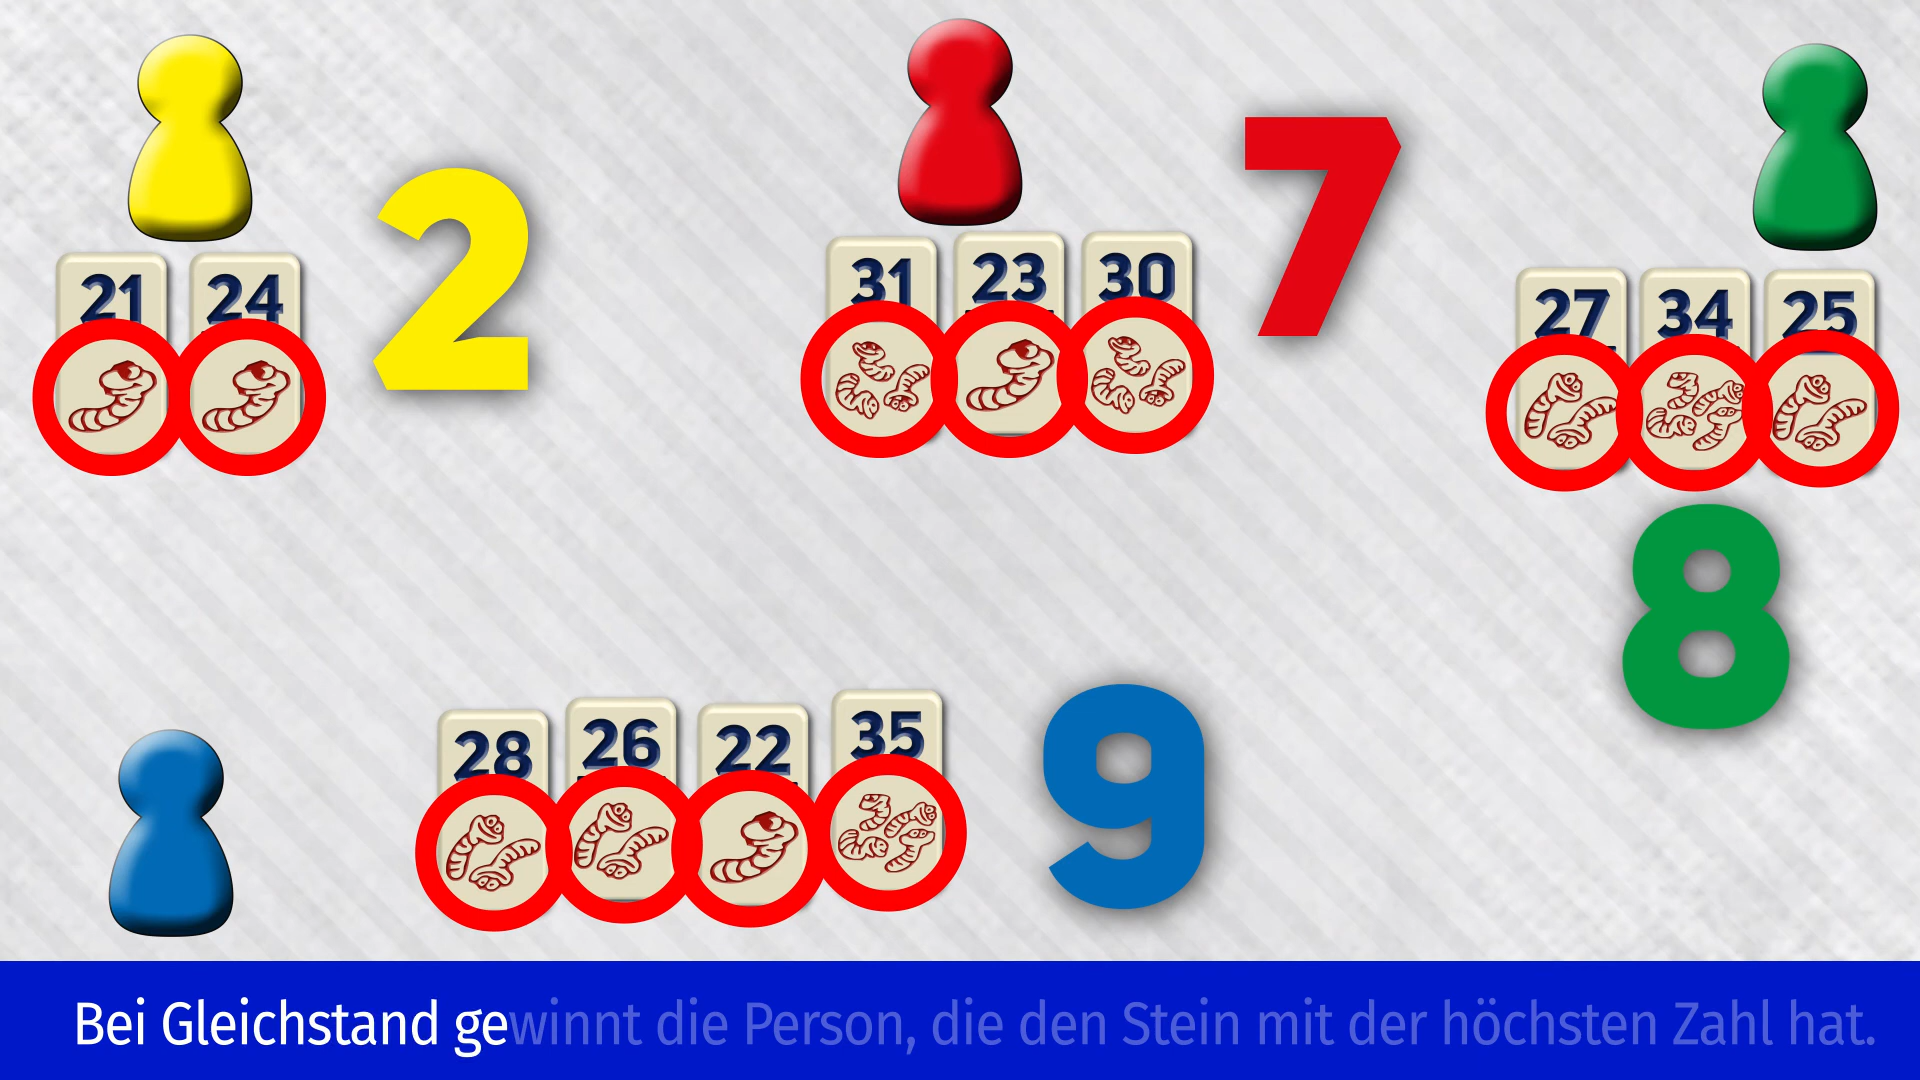 21 24
2
31 23 30
7
27 34 25
8
28 26 22 35
9
Bei Gleichstand gewinnt die Person, die den Stein mit der höchsten Zahl hat.